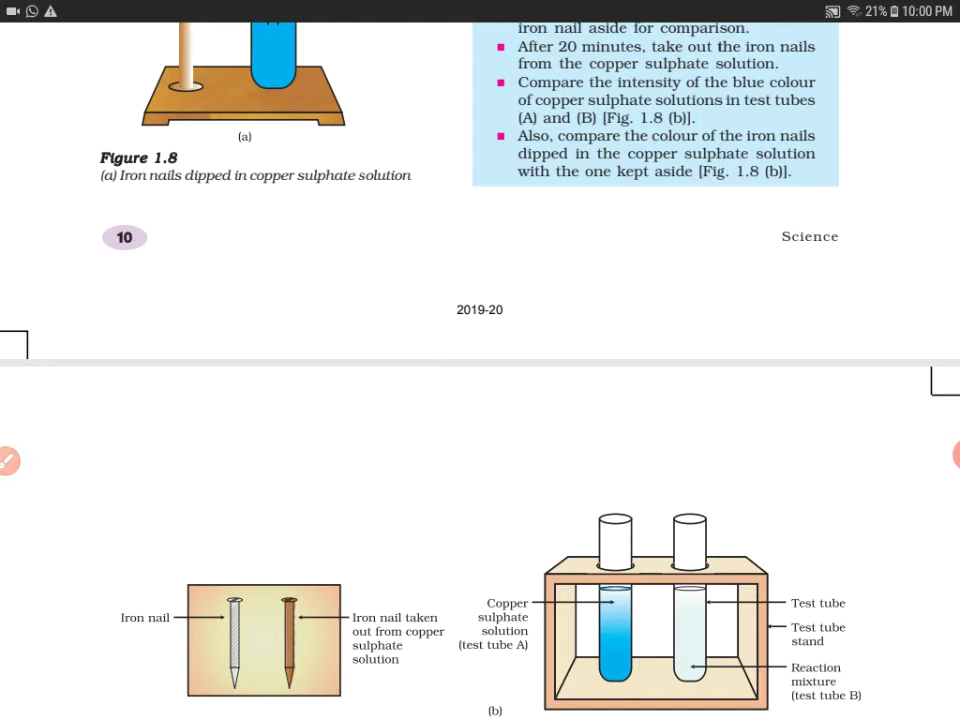 21% 10:00 PM
iron nail aside for comparison.
After 20 minutes, take out the iron nails
from the copper sulphate solution.
Compare the intensity of the blue colour
of copper sulphate solutions in test tubes
(A) and (B) [Fig. 1.8 (b)].
Also, compare the colour of the iron nails
dipped in the copper sulphate solution
with the one kept aside [Fig. 1.8 (b)].
(a)
Figure 1.8
(a) Iron nails dipped in copper sulphate solution
10
Science
2019-20
Iron nail
Iron nail taken
out from copper
sulphate
solution
Copper
sulphate
solution
(test tube A)
Test tube
Test tube
stand
Reaction
mixture
(test tube B)
(b)